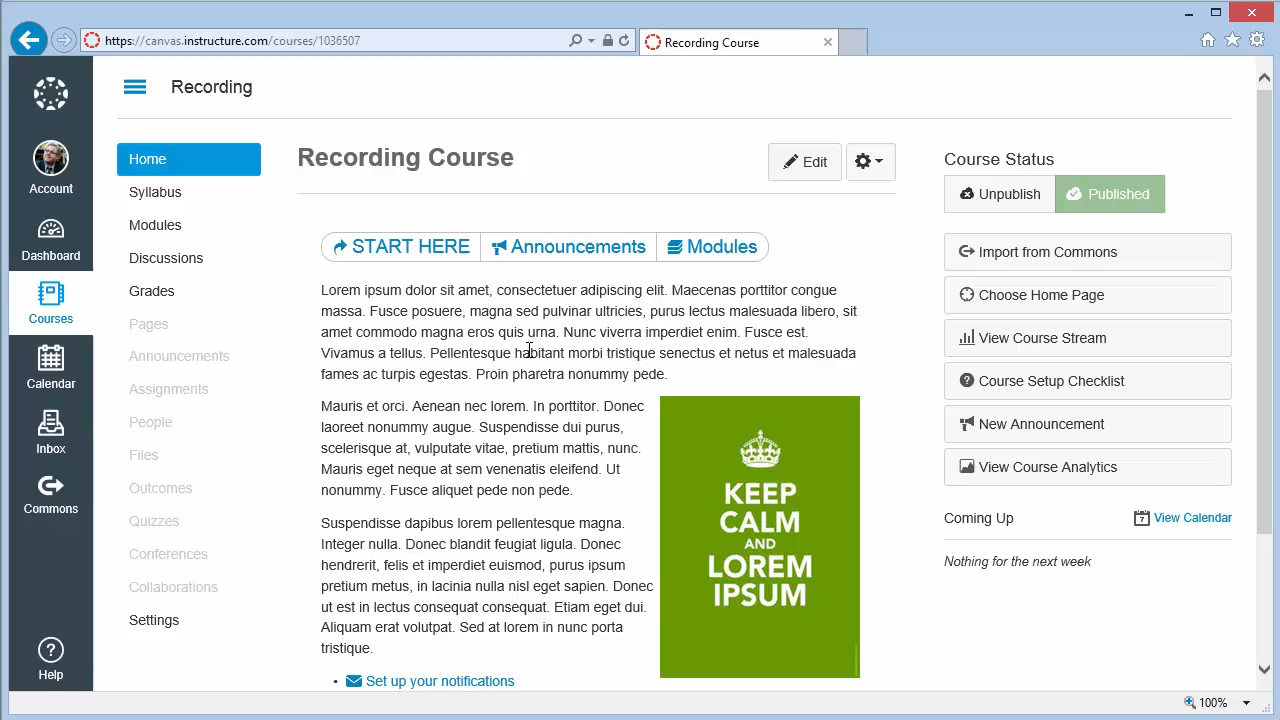 https://canvas.instructure.com/courses/1036507
Recording Course
Recording
Account
Dashboard
Courses
Calendar
Inbox
Commons
Help
Home
Syllabus
Modules
Discussions
Grades
Pages
Announcements
Assignments
People
Files
Outcomes
Quizzes
Conferences
Collaborations
Settings
Recording Course
Edit
START HERE Announcements Modules
Lorem ipsum dolor sit amet, consectetuer adipiscing elit. Maecenas porttitor congue
massa. Fusce posuere, magna sed pulvinar ultricies, purus lectus malesuada libero, sit
amet commodo magna eros quis urna. Nunc viverra imperdiet enim. Fusce est.
Vivamus a tellus. Pellentesque habitant morbi tristique senectus et natus et malesuada
fames ac turpis egestas. Proin pharetra nonummy pede.
Mauris et orci. Aenean nec lorem. In porttitor. Donec
laoreet nonummy augue. Suspendisse dui purus,
scelerisque at, vulputate vitae, pretium mattis, nunc.
Mauris eget neque at sem venenatis eleifend. Ut
nonummy. Fusce aliquet pede non pede.
Suspendisse dapibus lorem pellentesque magna.
Integer nulla. Donec blandit feugiat ligula. Donec
hendrerit, felis et imperdiet euismod, purus ipsum
pretium metus, in lacinia nulla nisl eget sapien. Donec
ut est in lectus consequat consequat. Etiam eget dui.
Aliquam erat volutpat. Sed at lorem in nunc porta
tristique.
• Set up your notifications
KEEP
CALM
AND
LOREM
IPSUM
Course Status
Unpublish Published
Import from Commons
Choose Home Page
View Course Stream
Course Setup Checklist
New Announcement
View Course Analytics
Coming Up 7 View Calendar
Nothing for the next week
100%